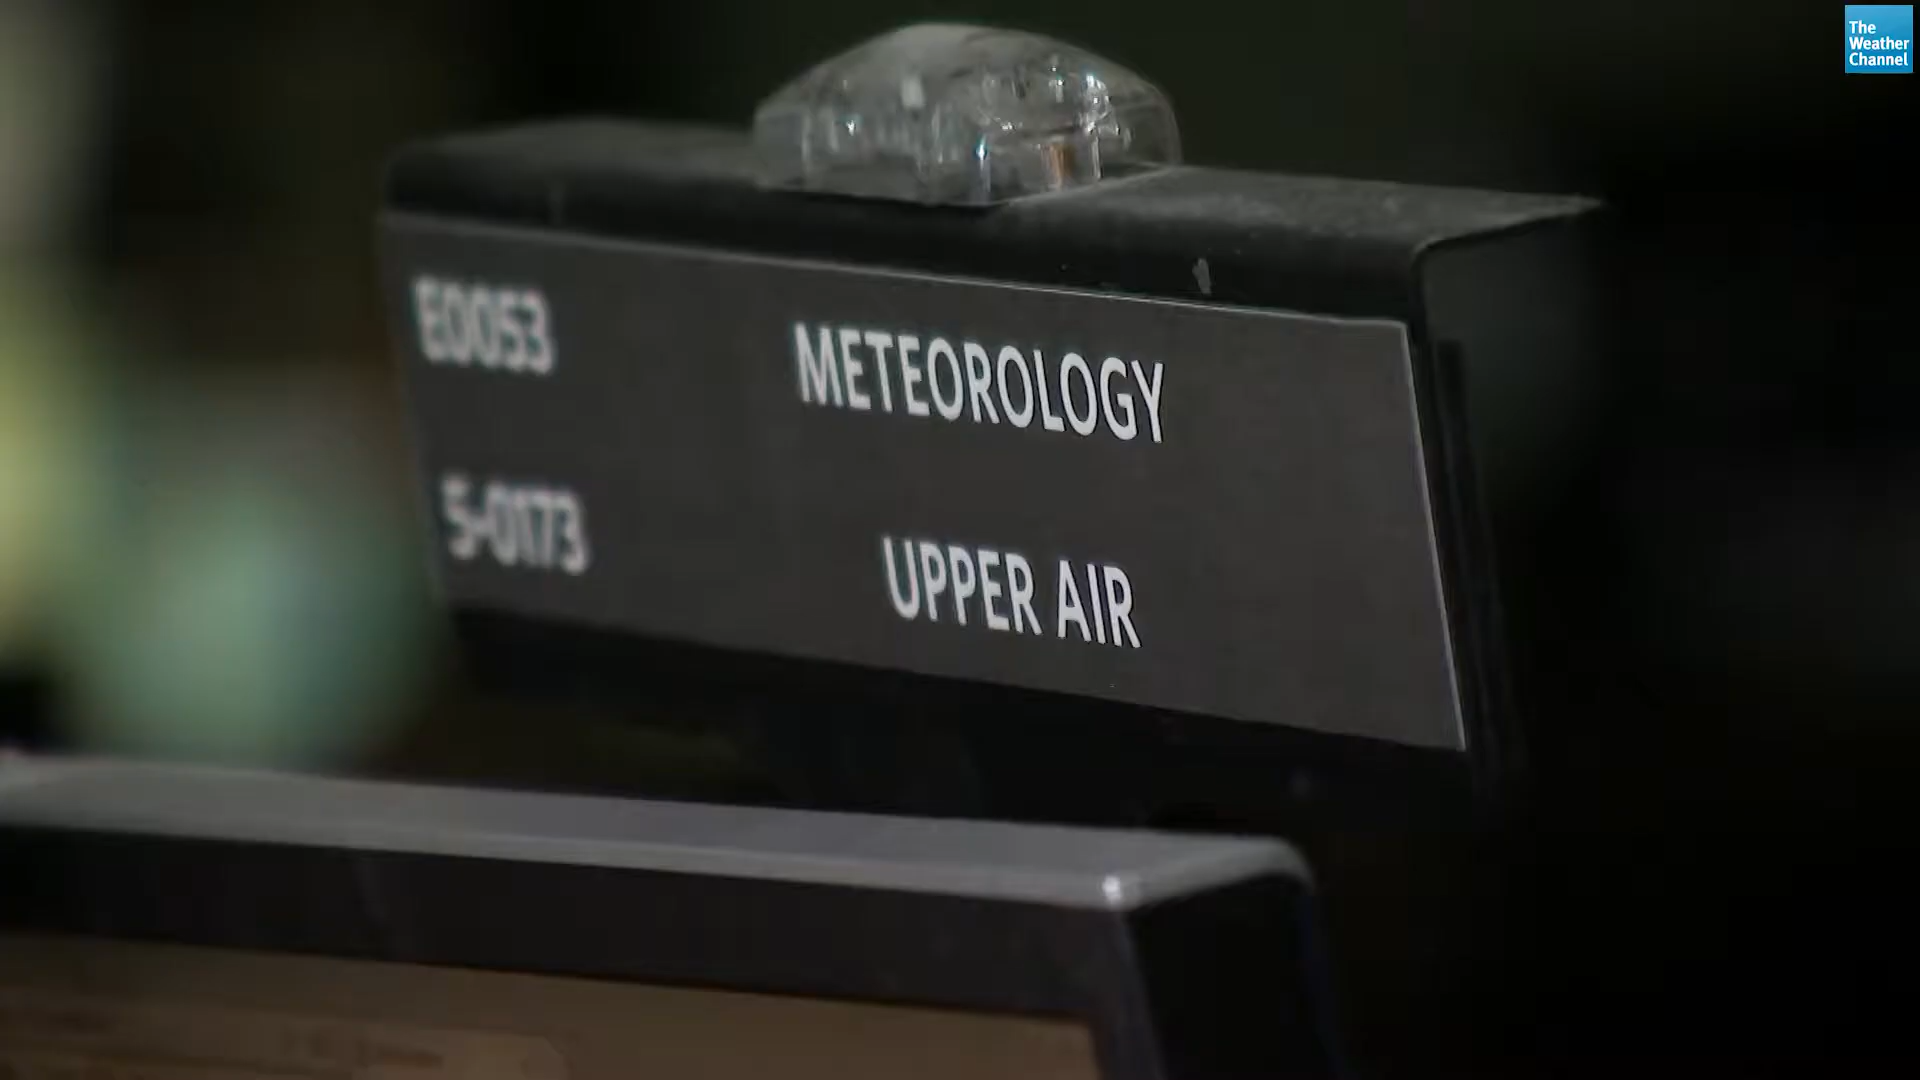 The
Weather
Channel
E0053 METEOROLOGY
5-0173 UPPER AIR